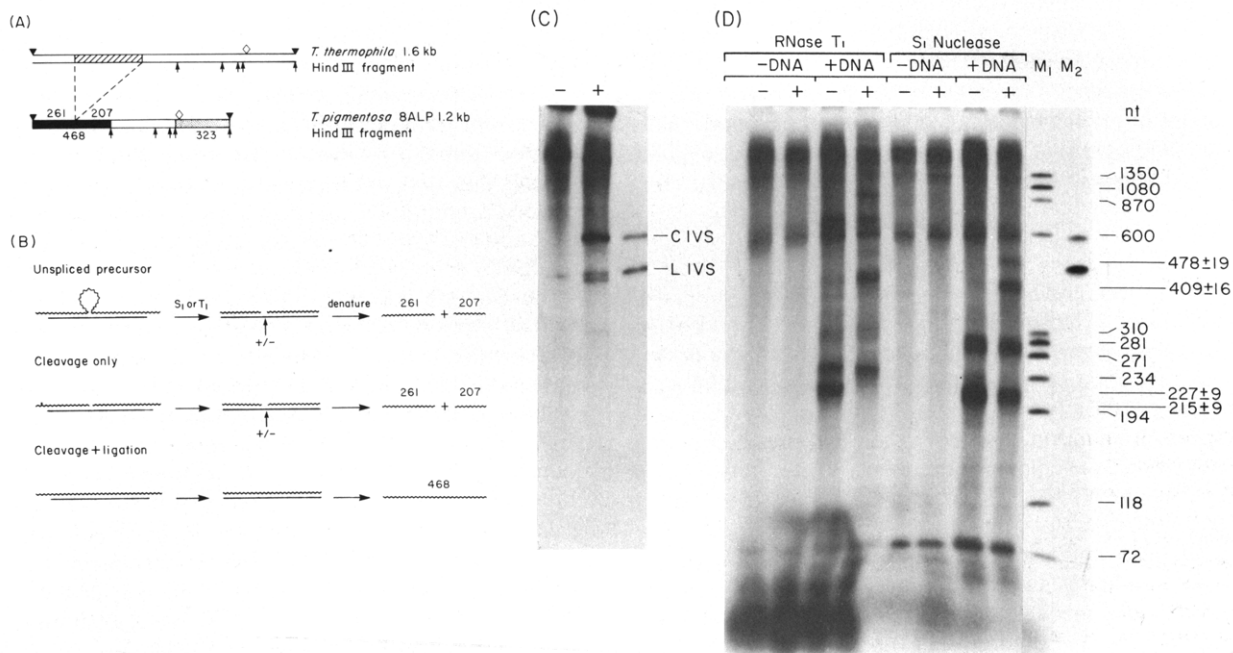 (A)
T. thermophila 1.6 kb
Hind III fragment
261 207
468
323
T. pigmentosa 8ALP 1.2 kb
Hind III fragment
(B)
Unspliced precursor
S₁ or T₁
denature
261 207
+
+/−
Cleavage only
261 207
+
+/−
Cleavage + ligation
468
(C)
− +
C IVS
L IVS
(D)
RNase T₁ S₁ Nuclease
−DNA +DNA −DNA +DNA M₁ M₂
− + − + − + − +
nt
1350
1080
870
600
478±19
409±16
310
281
271
234
227±9
215±9
194
118
72